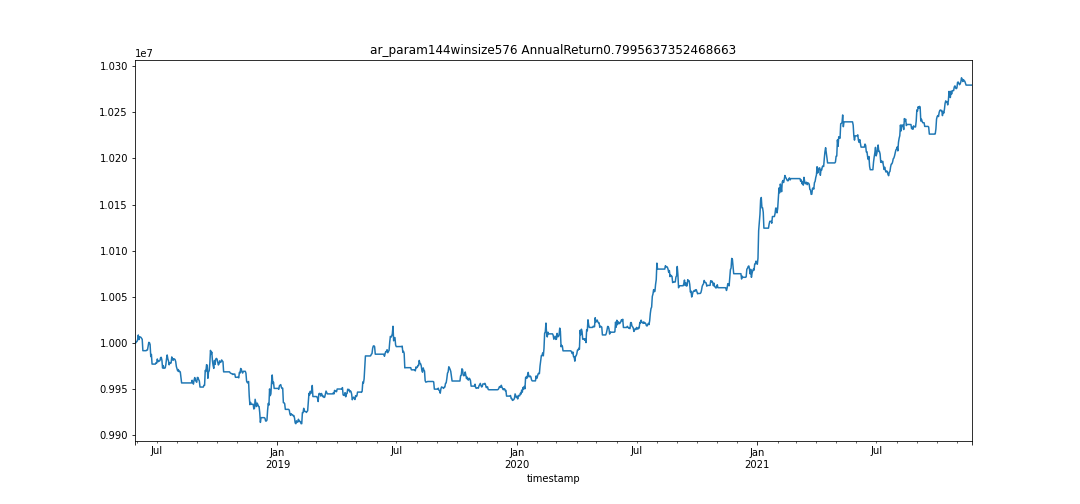 ar_param144winsize576 AnnualReturn0.7995637352468663
1e7
1.030
1.025
1.020
1.015
1.010
1.005
1.000
0.995
0.990
Jul Jan Jul Jan Jul Jan Jul
2019 2020 2021
timestamp